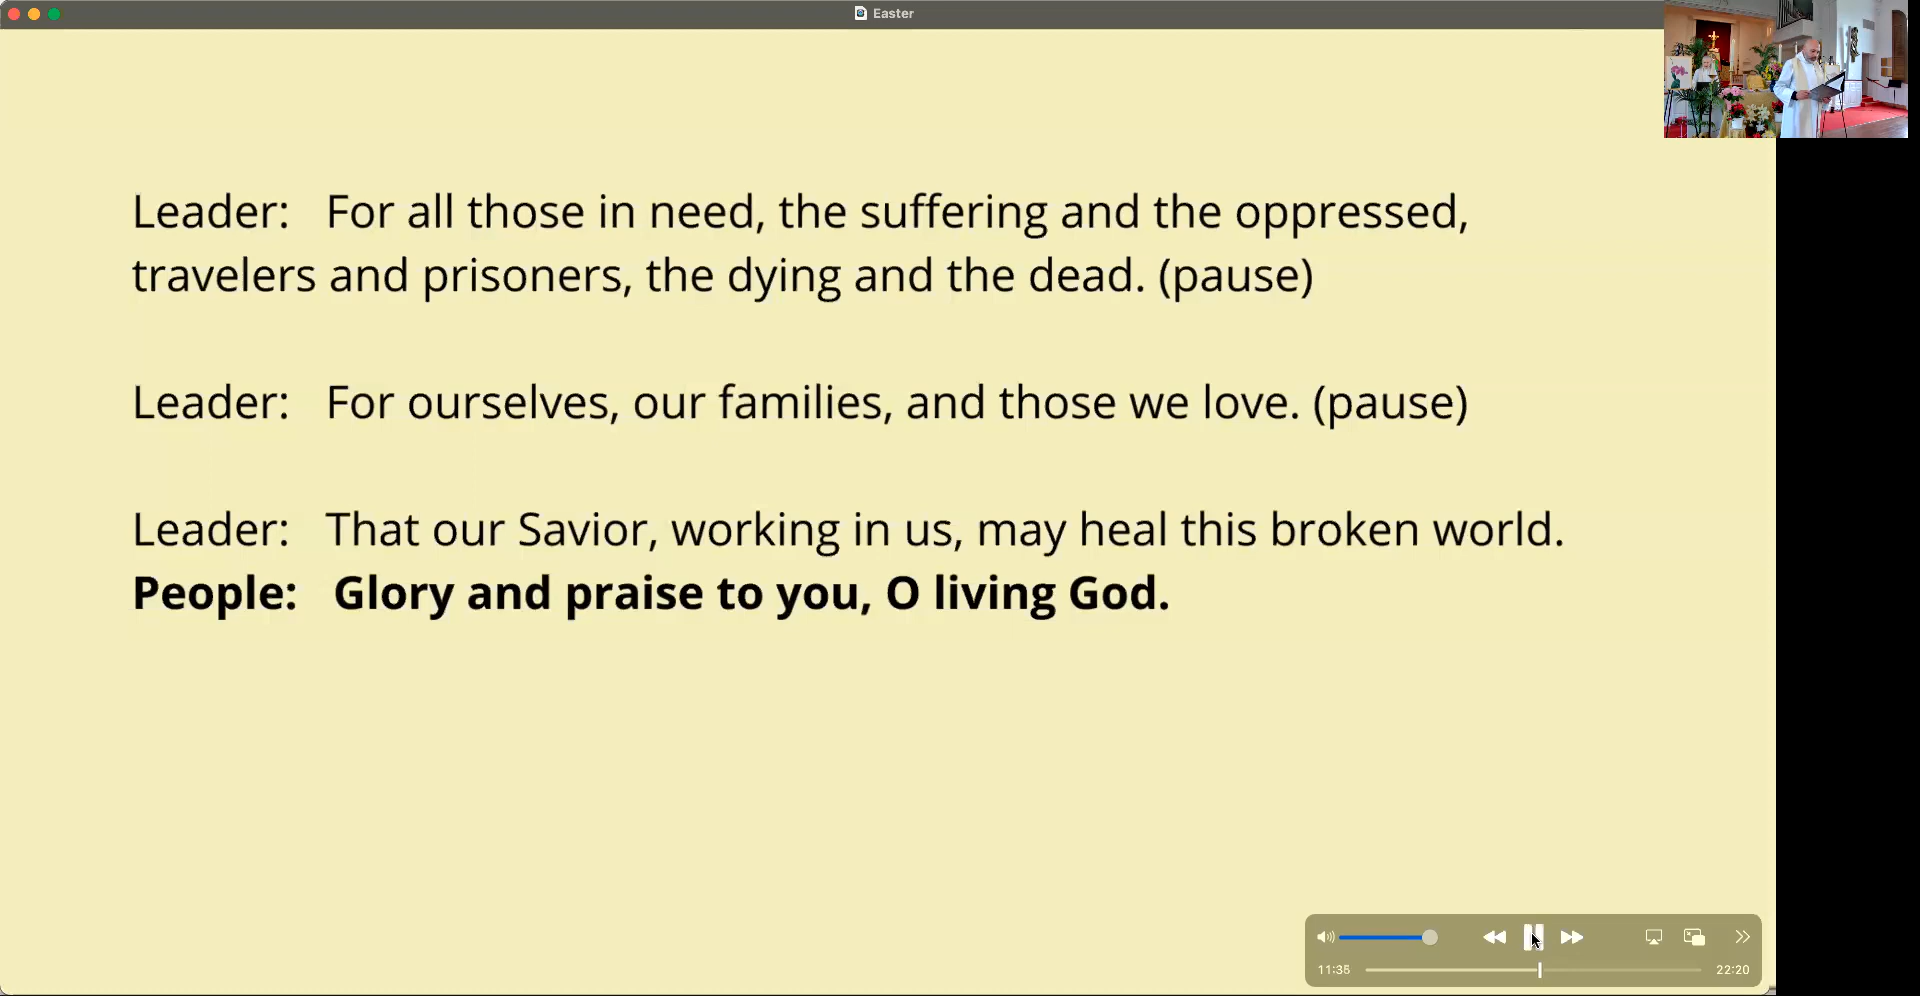 Easter
Leader: For all those in need, the suffering and the oppressed,
travelers and prisoners, the dying and the dead. (pause)
Leader: For ourselves, our families, and those we love. (pause)
Leader: That our Savior, working in us, may heal this broken world.
People: Glory and praise to you, O living God.
11:35
22:20